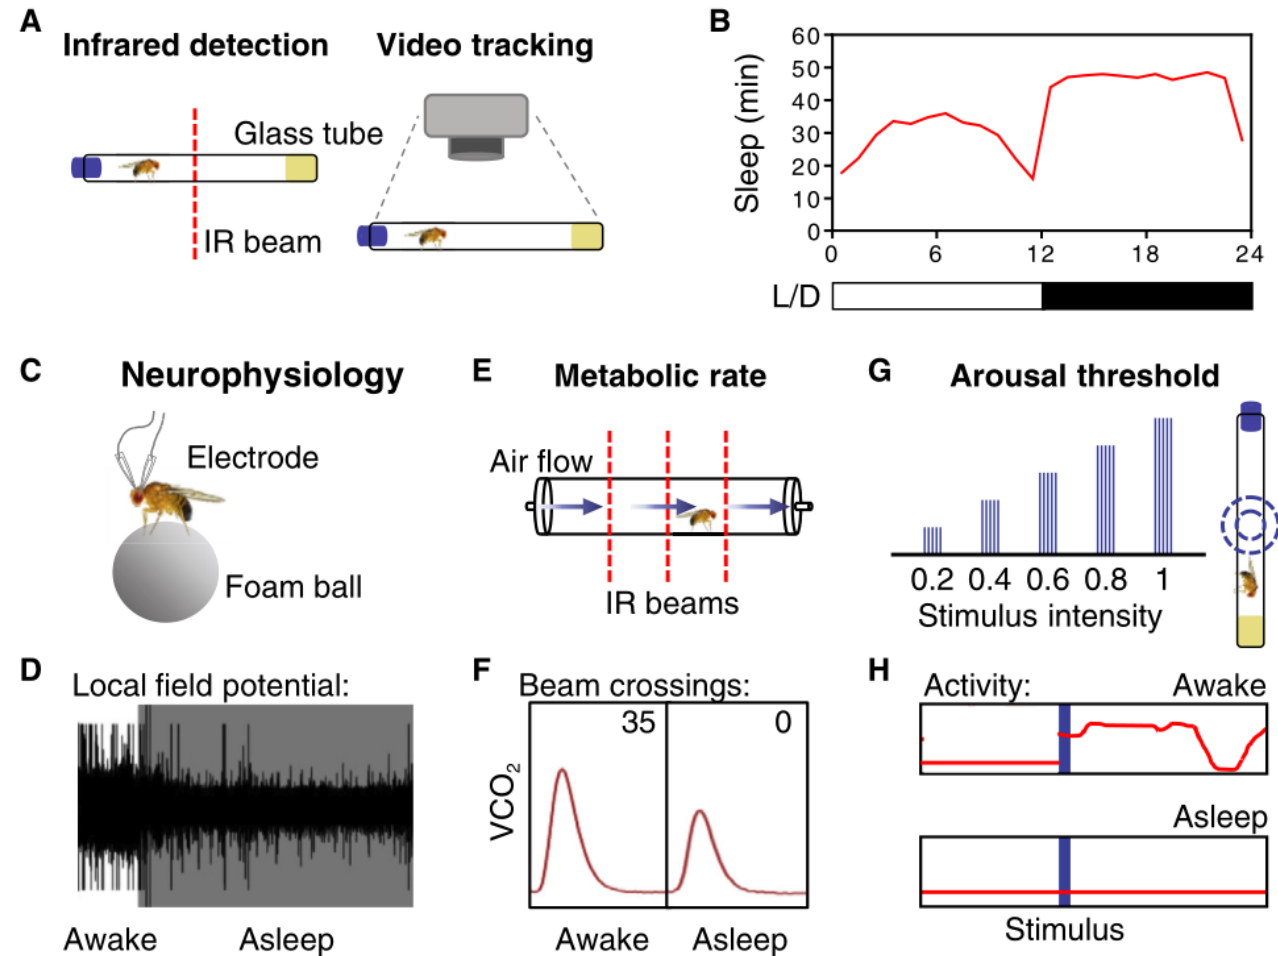 A
Infrared detection
Video tracking
Glass tube
IR beam
B
Sleep (min)
60
50
40
30
20
10
0
0 6 12 18 24
L/D
C
Neurophysiology
Electrode
Foam ball
D
Local field potential:
Awake
Asleep
E
Metabolic rate
Air flow
IR beams
F
Beam crossings:
35
0
VCO₂
Awake
Asleep
G
Arousal threshold
0.2 0.4 0.6 0.8 1
Stimulus intensity
H
Activity:
Awake
Asleep
Stimulus